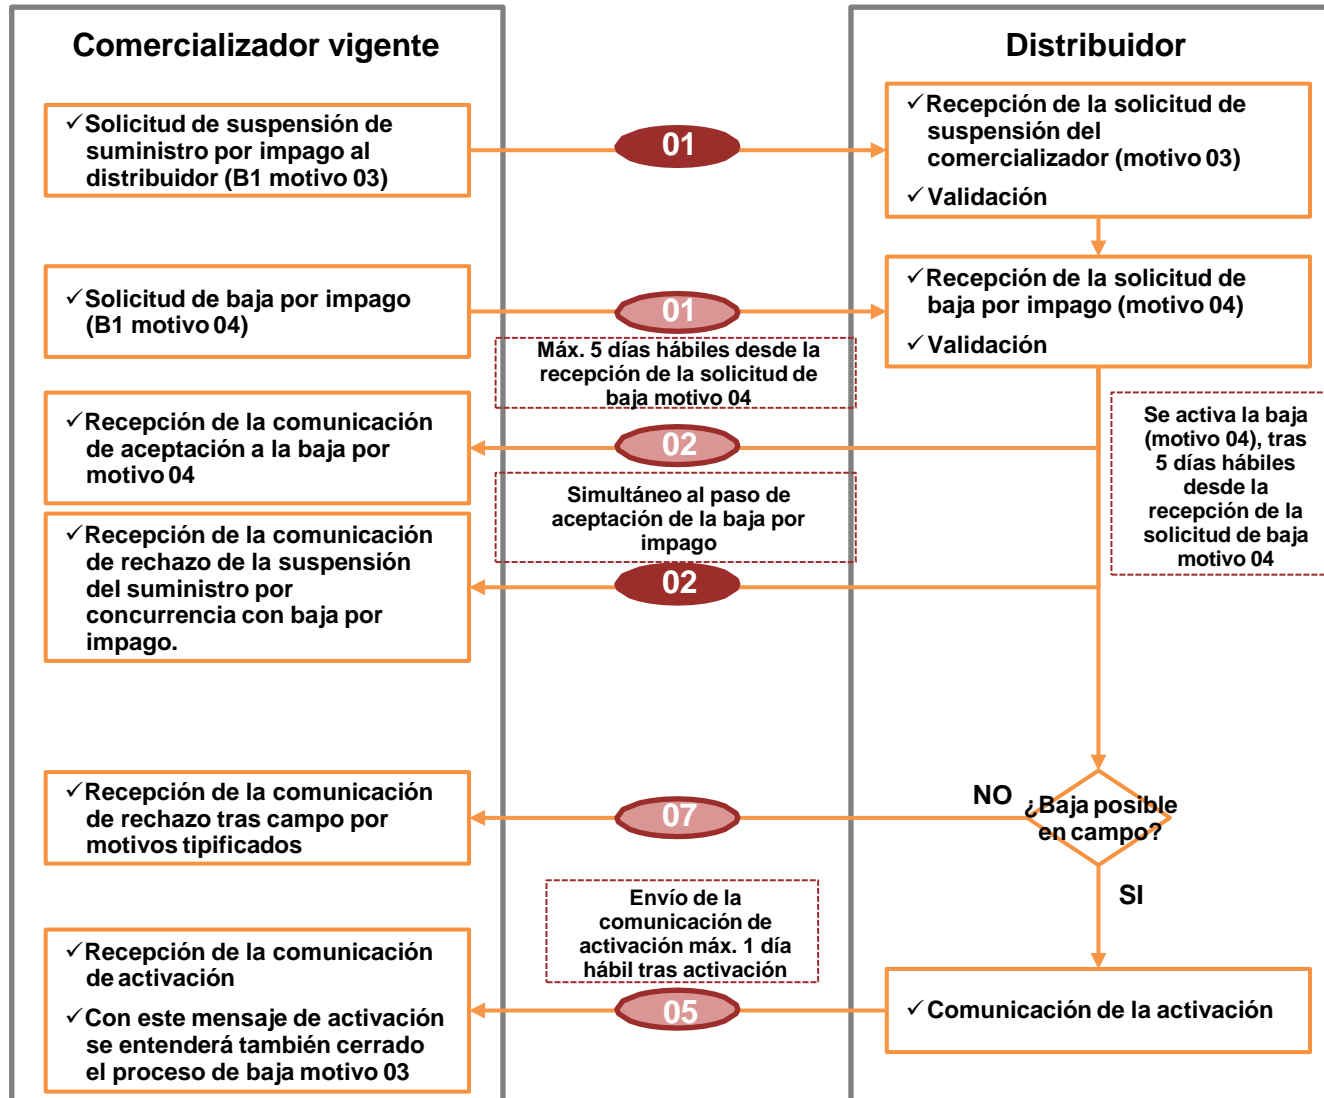 Comercializador vigente
Distribuidor
✓Solicitud de suspensión de
suministro por impago al
distribuidor (B1 motivo 03)
01
✓Recepción de la solicitud de
suspensión del
comercializador (motivo 03)
✓Validación
✓Solicitud de baja por impago
(B1 motivo 04)
01
✓Recepción de la solicitud de
baja por impago (motivo 04)
✓Validación
Máx. 5 días hábiles desde la
recepción de la solicitud de
baja motivo 04
✓Recepción de la comunicación
de aceptación a la baja por
motivo 04
02
Se activa la baja
(motivo 04), tras
5 días hábiles
desde la
recepción de la
solicitud de baja
motivo 04
Simultáneo al paso de
aceptación de la baja por
impago
✓Recepción de la comunicación
de rechazo de la suspensión
del suministro por
concurrencia con baja por
impago.
02
✓Recepción de la comunicación
de rechazo tras campo por
motivos tipificados
07
NO
¿Baja posible
en campo?
SI
Envío de la
comunicación de
activación máx. 1 día
hábil tras activación
✓Recepción de la comunicación
de activación
✓Con este mensaje de activación
se entenderá también cerrado
el proceso de baja motivo 03
05
✓Comunicación de la activación